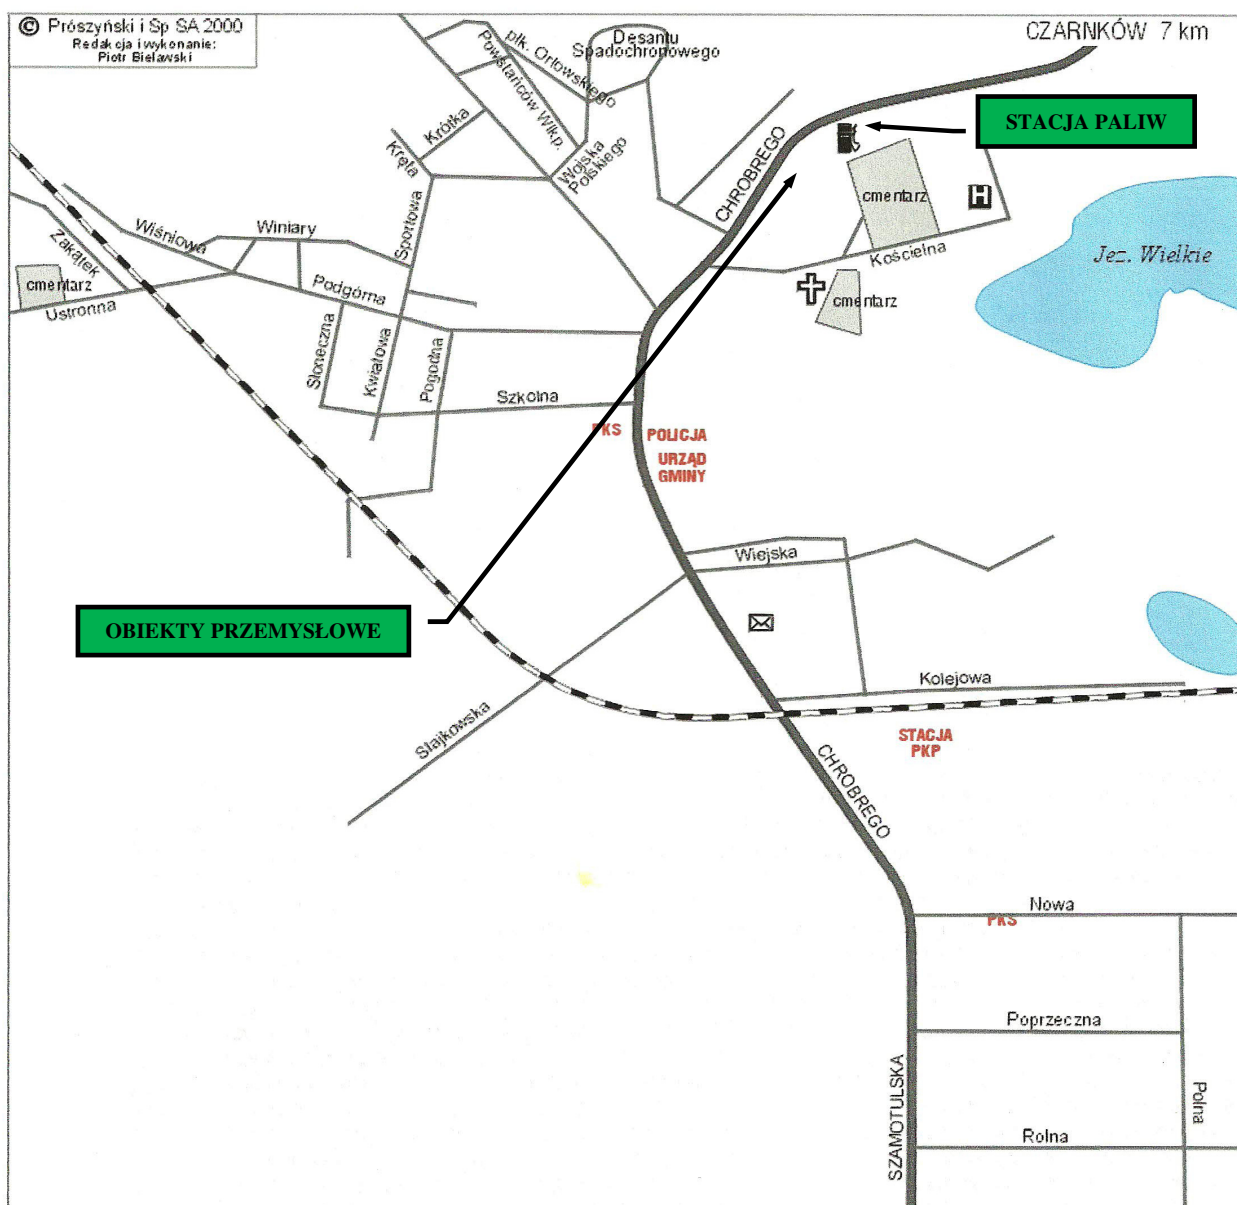 © Prószyński i Sp SA 2000
Redakcja i wykonanie:
Piotr Bielawski
CZARNKÓW 7 km
Desantu
Spadochronowego
płk. Orłowskiego
Powstańców Wlkp.
Krótka
Kręta
Wojska
Polskiego
STACJA PALIW
CHROBREGO
cmentarz
H
Kościelna
Jez. Wielkie
cmentarz
Sportowa
Winiary
Wiśniowa
Zakątek
cmentarz
Ustronna
Podgórna
Słoneczna
Kwiatowa
Pogodna
Szkolna
PKS
POLICJA
URZĄD
GMINY
Wiejska
OBIEKTY PRZEMYSŁOWE
Kolejowa
Slajkowska
STACJA
PKP
CHROBREGO
Nowa
PKS
Poprzeczna
SZAMOTULSKA
Polna
Rolna